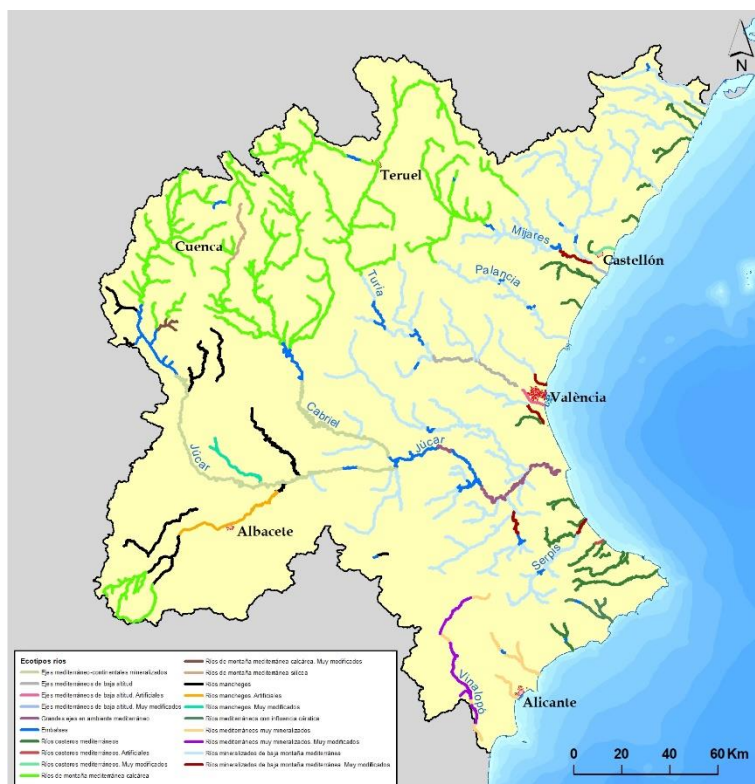 N
Teruel
Cuenca
Mijares
Castellón
Palancia
Turia
València
Cabriel
Júcar
Júcar
Albacete
Serpis
Vinalopó
Alicante
Ecotipos ríos
Ejes mediterráneo-continentales mineralizados
Ejes mediterráneos de baja altitud
Ejes mediterráneos de baja altitud. Artificiales
Ejes mediterráneos de baja altitud. Muy modificados
Grandes ejes en ambiente mediterráneo
Embalses
Ríos costeros mediterráneos
Ríos costeros mediterráneos. Artificiales
Ríos costeros mediterráneos. Muy modificados
Ríos de montaña mediterránea calcárea
Ríos de montaña mediterránea calcárea. Muy modificados
Ríos de montaña mediterránea silícea
Ríos manchegos
Ríos manchegos. Artificiales
Ríos manchegos. Muy modificados
Ríos mediterráneos con influencia cárstica
Ríos mediterráneos muy mineralizados
Ríos mediterráneos muy mineralizados. Muy modificados
Ríos mineralizados de baja montaña mediterránea
Ríos mineralizados de baja montaña mediterránea. Muy modificados
0 20 40 60 Km